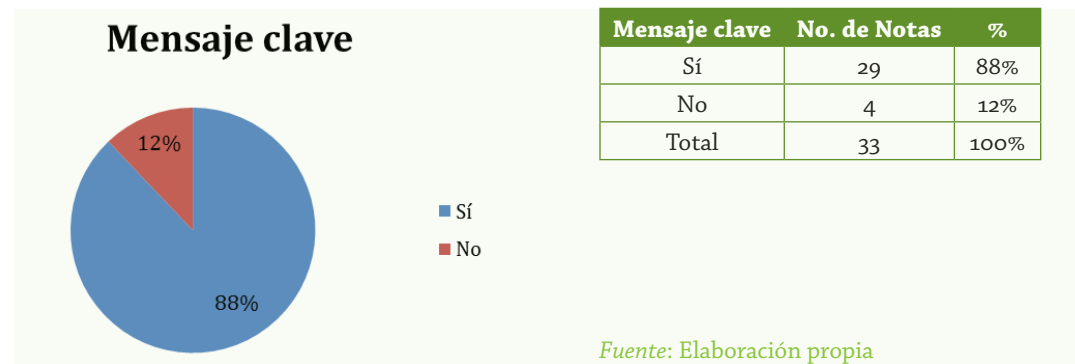 Mensaje clave
12%
88%
Sí
No
Mensaje clave No. de Notas %
Sí 29 88%
No 4 12%
Total 33 100%
Fuente: Elaboración propia